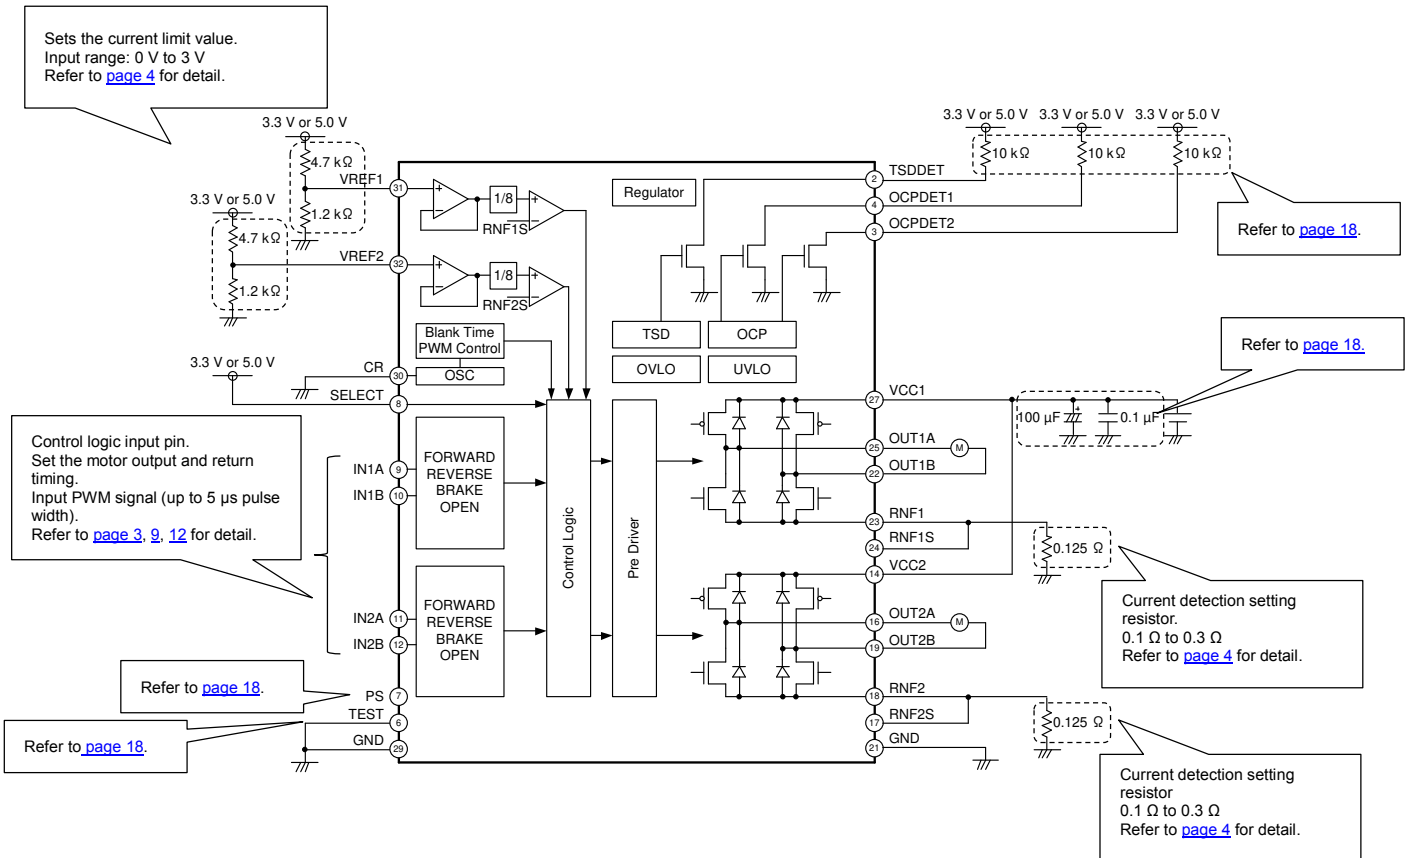 Sets the current limit value.
Input range: 0 V to 3 V
Refer to page 4 for detail.
3.3 V or 5.0 V
4.7 kΩ
1.2 kΩ
VREF1
31
3.3 V or 5.0 V
4.7 kΩ
1.2 kΩ
VREF2
32
3.3 V or 5.0 V
CR
30
SELECT
8
Control logic input pin.
Set the motor output and return
timing.
Input PWM signal (up to 5 µs pulse
width).
Refer to page 3, 9, 12 for detail.
IN1A
9
IN1B
10
IN2A
11
IN2B
12
Refer to page 18.
PS
7
TEST
6
Refer to page 18.
GND
29
+
−
1/8
+
−
RNF1S
+
−
1/8
+
−
RNF2S
Blank Time
PWM Control
OSC
FORWARD
REVERSE
BRAKE
OPEN
FORWARD
REVERSE
BRAKE
OPEN
Control Logic
Pre Driver
Regulator
TSD
OCP
OVLO
UVLO
3.3 V or 5.0 V 3.3 V or 5.0 V 3.3 V or 5.0 V
10 kΩ
10 kΩ
10 kΩ
TSDDET
2
OCPDET1
4
OCPDET2
3
Refer to page 18.
Refer to page 18.
VCC1
27
100 µF
+
0.1 µF
OUT1A
25
M
OUT1B
22
RNF1
23
RNF1S
24
0.125 Ω
VCC2
14
Current detection setting
resistor.
0.1 Ω to 0.3 Ω
Refer to page 4 for detail.
OUT2A
16
M
OUT2B
19
RNF2
18
RNF2S
17
0.125 Ω
GND
21
Current detection setting
resistor
0.1 Ω to 0.3 Ω
Refer to page 4 for detail.